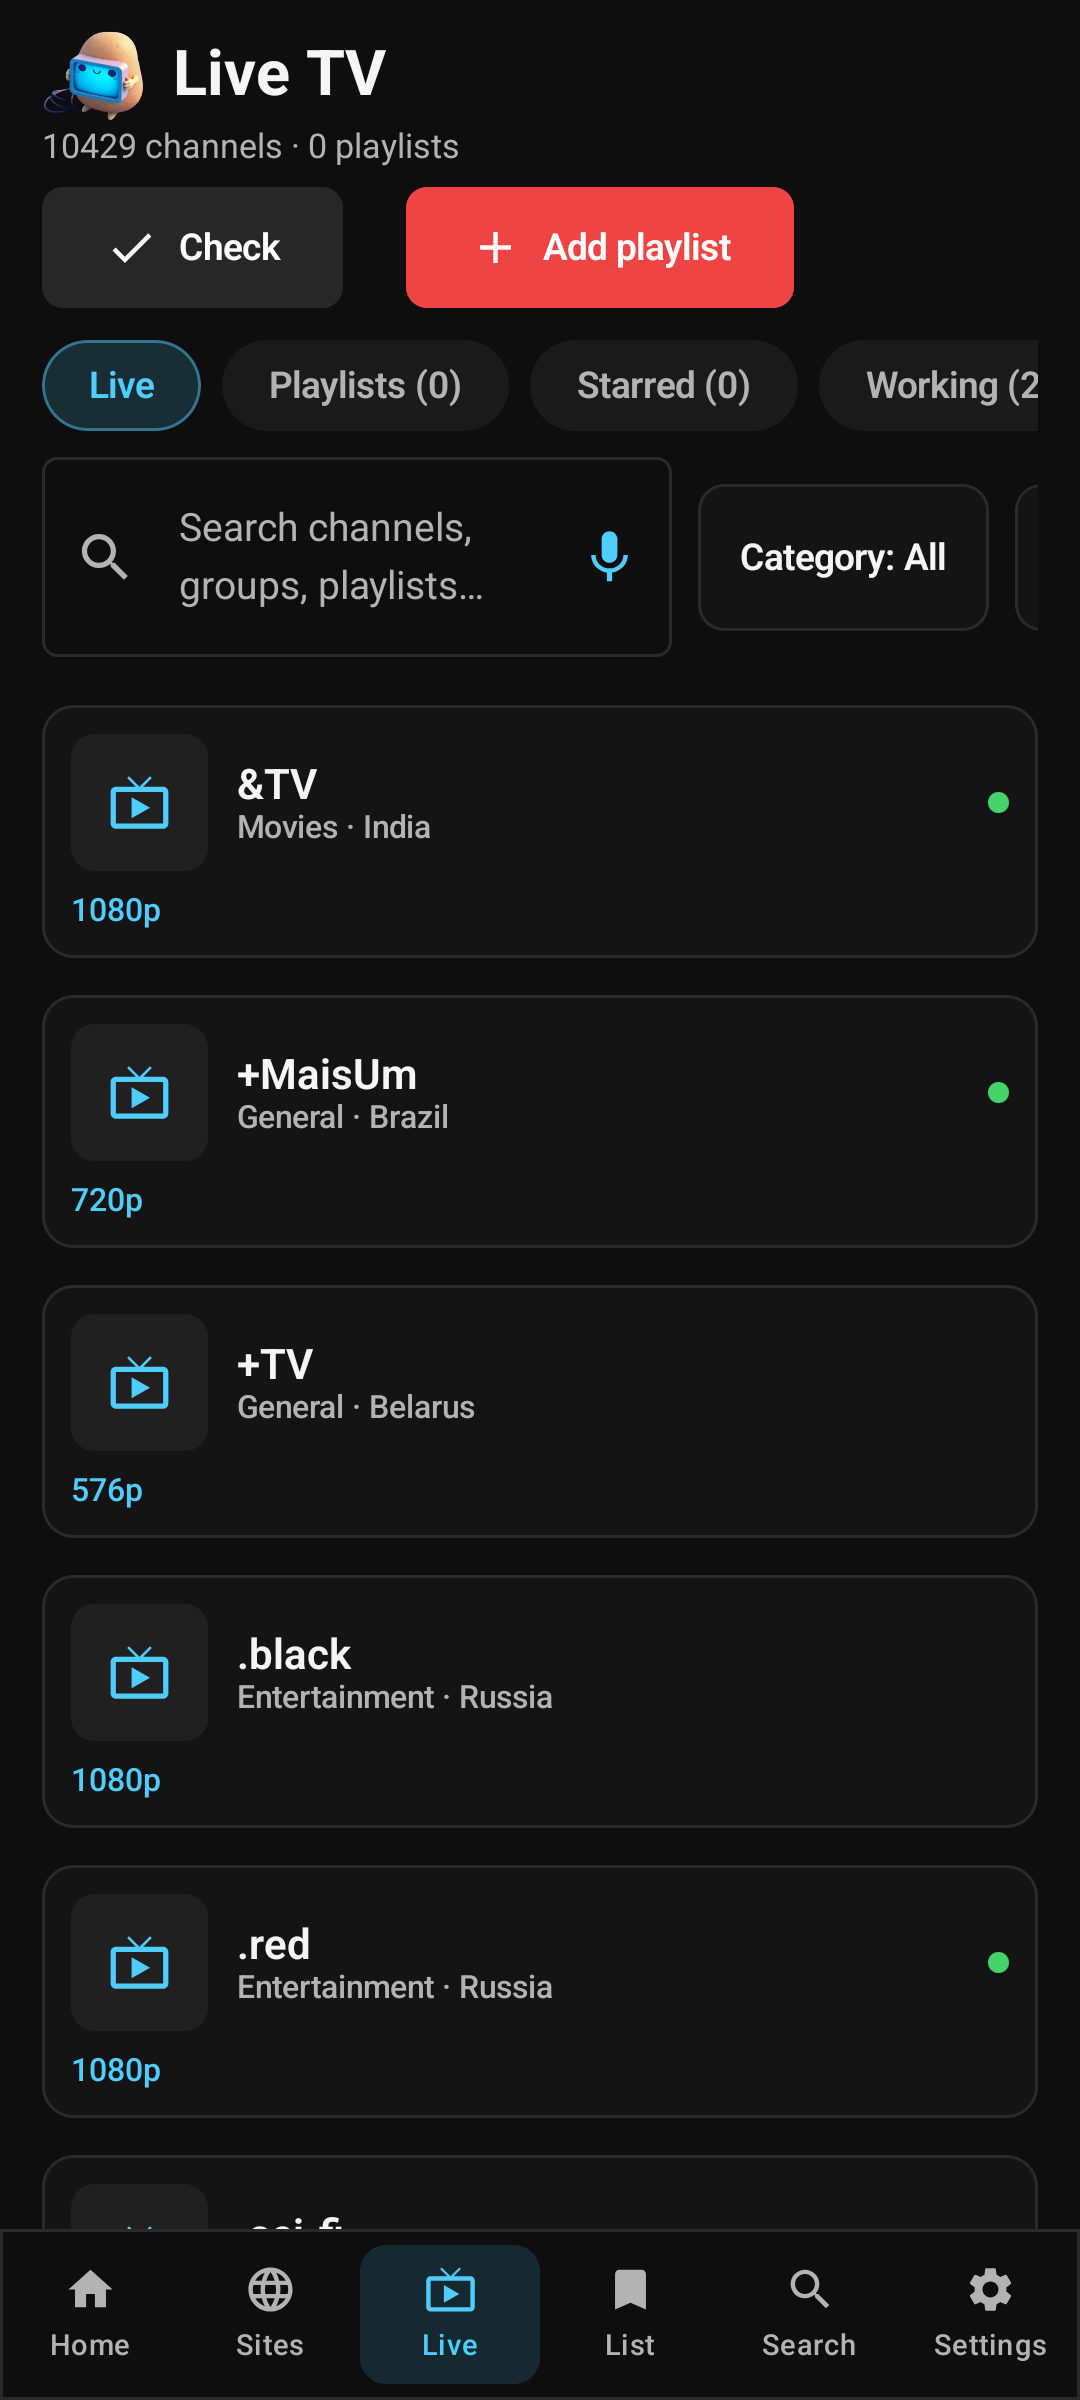 Live TV
10429 channels · 0 playlists
Check
Add playlist
Live
Playlists (0)
Starred (0)
Working (2
Search channels,
groups, playlists...
Category: All
&TV
Movies · India
1080p
+MaisUm
General · Brazil
720p
+TV
General · Belarus
576p
.black
Entertainment · Russia
1080p
.red
Entertainment · Russia
1080p
Home
Sites
Live
List
Search
Settings